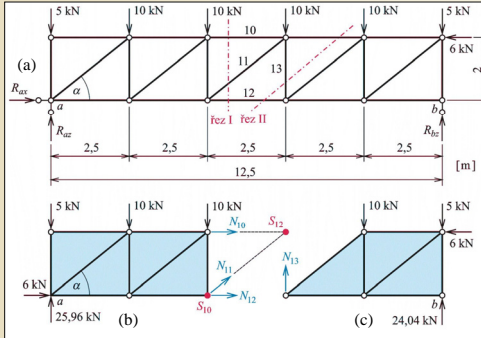 5 kN 10 kN 10 kN 10 kN 10 kN 5 kN
10
6 kN
(a)
11
13
2
12
R_ax
α
a
řez I
řez II
b
R_az
R_bz
2,5 2,5 2,5 2,5 2,5
[m]
12,5
5 kN 10 kN 10 kN 10 kN 5 kN
N_10
S_12
6 kN
N_11
N_13
6 kN
α
a
N_12
b
S_10
25,96 kN
(b)
(c)
24,04 kN